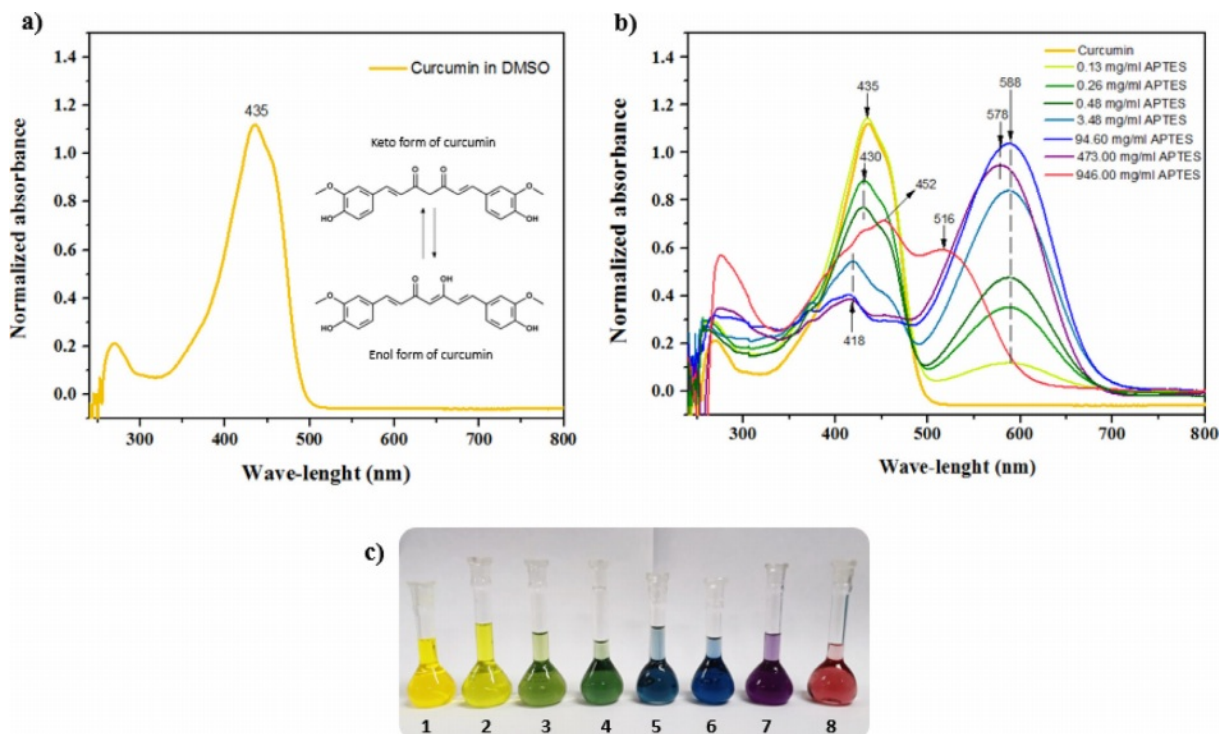 a)
Curcumin in DMSO
435
Keto form of curcumin
O O
O O
HO OH
O OH
O O
HO OH
Enol form of curcumin
1.4
1.2
1.0
0.8
0.6
0.4
0.2
0.0
Normalized absorbance
300 400 500 600 700 800
Wave-lenght (nm)
b)
Curcumin
0.13 mg/ml APTES
0.26 mg/ml APTES
0.48 mg/ml APTES
3.48 mg/ml APTES
94.60 mg/ml APTES
473.00 mg/ml APTES
946.00 mg/ml APTES
435
430
452
516
578
588
418
1.4
1.2
1.0
0.8
0.6
0.4
0.2
0.0
Normalized absorbance
300 400 500 600 700 800
Wave-lenght (nm)
c)
1 2 3 4 5 6 7 8